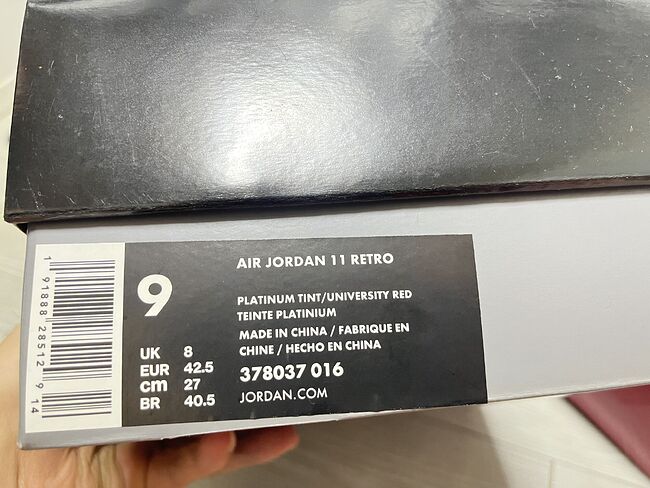 AIR JORDAN 11 RETRO
9
PLATINUM TINT/UNIVERSITY RED
TEINTE PLATINIUM
MADE IN CHINA / FABRIQUE EN
CHINE / HECHO EN CHINA
378037 016
JORDAN.COM
UK 8
EUR 42.5
cm 27
BR 40.5
1 91888 28512 9 14